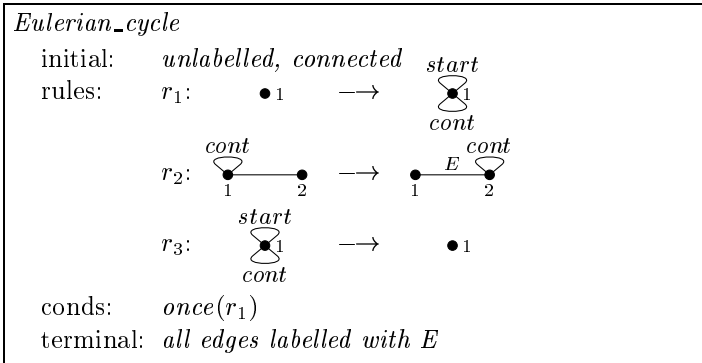 Eulerian_cycle
initial: unlabelled, connected
start
rules: r1: 1 ⟶ 1
cont
cont cont
r2: ⟶ E
1 2 1 2
start
r3: 1 ⟶ 1
cont
conds: once(r1)
terminal: all edges labelled with E